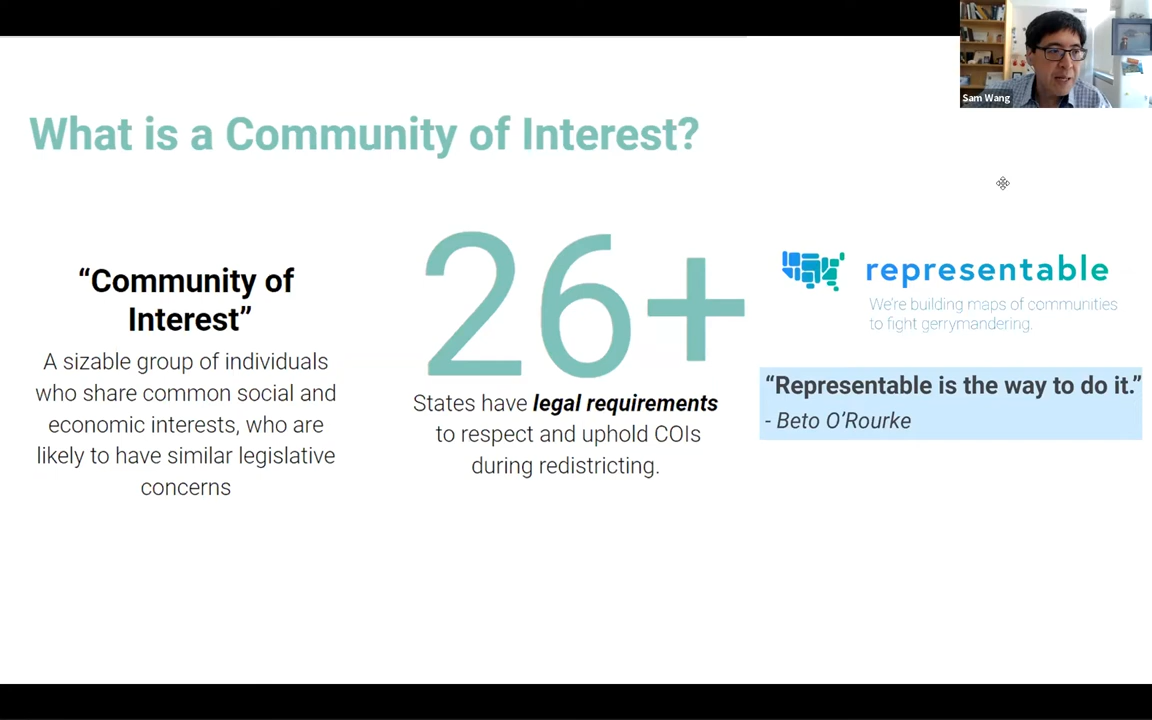 Sam Wang
What is a Community of Interest?
“Community of
Interest”
A sizable group of individuals
who share common social and
economic interests, who are
likely to have similar legislative
concerns
26+
States have legal requirements
to respect and uphold COIs
during redistricting.
representable
We’re building maps of communities
to fight gerrymandering.
“Representable is the way to do it.”
- Beto O’Rourke